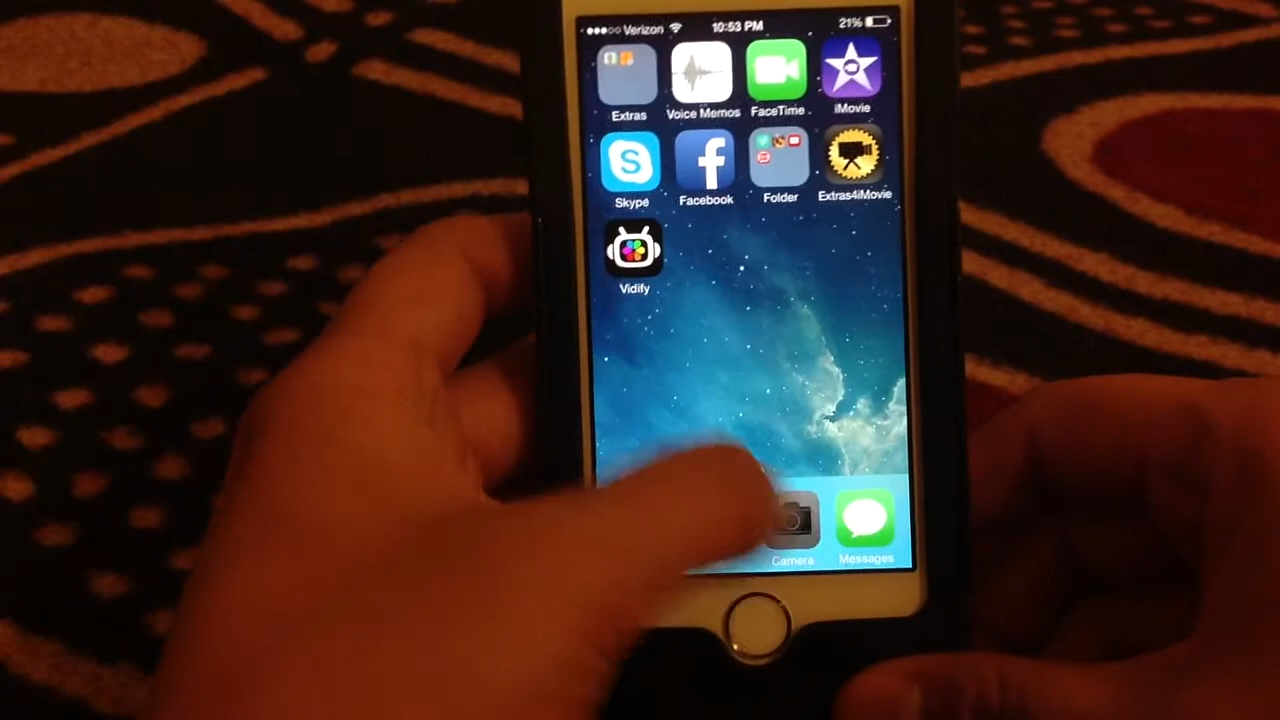 Verizon 10:53 PM 21%
Extras Voice Memos FaceTime iMovie
Skype Facebook Folder Extras4iMovie
Vidify
Camera Messages